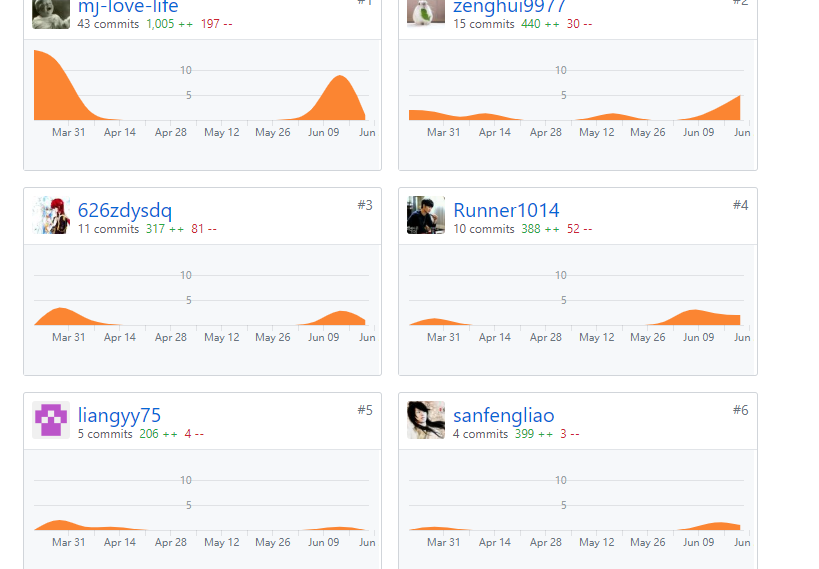 mj-love-life #1
43 commits 1,005 ++ 197 --
10
5
Mar 31 Apr 14 Apr 28 May 12 May 26 Jun 09 Jun
zenghui9977 #2
15 commits 440 ++ 30 --
10
5
Mar 31 Apr 14 Apr 28 May 12 May 26 Jun 09 Jun
626zdysdq #3
11 commits 317 ++ 81 --
10
5
Mar 31 Apr 14 Apr 28 May 12 May 26 Jun 09 Jun
Runner1014 #4
10 commits 388 ++ 52 --
10
5
Mar 31 Apr 14 Apr 28 May 12 May 26 Jun 09 Jun
liangyy75 #5
5 commits 206 ++ 4 --
10
5
Mar 31 Apr 14 Apr 28 May 12 May 26 Jun 09 Jun
sanfengliao #6
4 commits 399 ++ 3 --
10
5
Mar 31 Apr 14 Apr 28 May 12 May 26 Jun 09 Jun